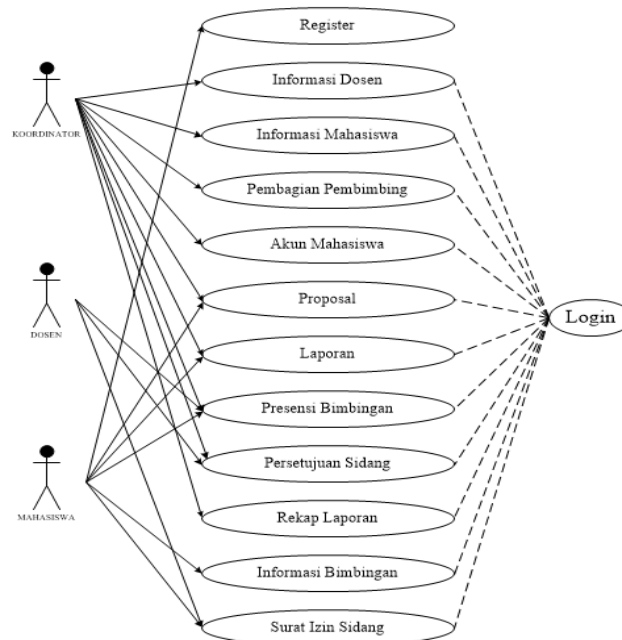 Register
Informasi Dosen
KOORDINATOR
Informasi Mahasiswa
Pembagian Pembimbing
Akun Mahasiswa
Proposal
Login
DOSEN
Laporan
Presensi Bimbingan
Persetujuan Sidang
MAHASISWA
Rekap Laporan
Informasi Bimbingan
Surat Izin Sidang